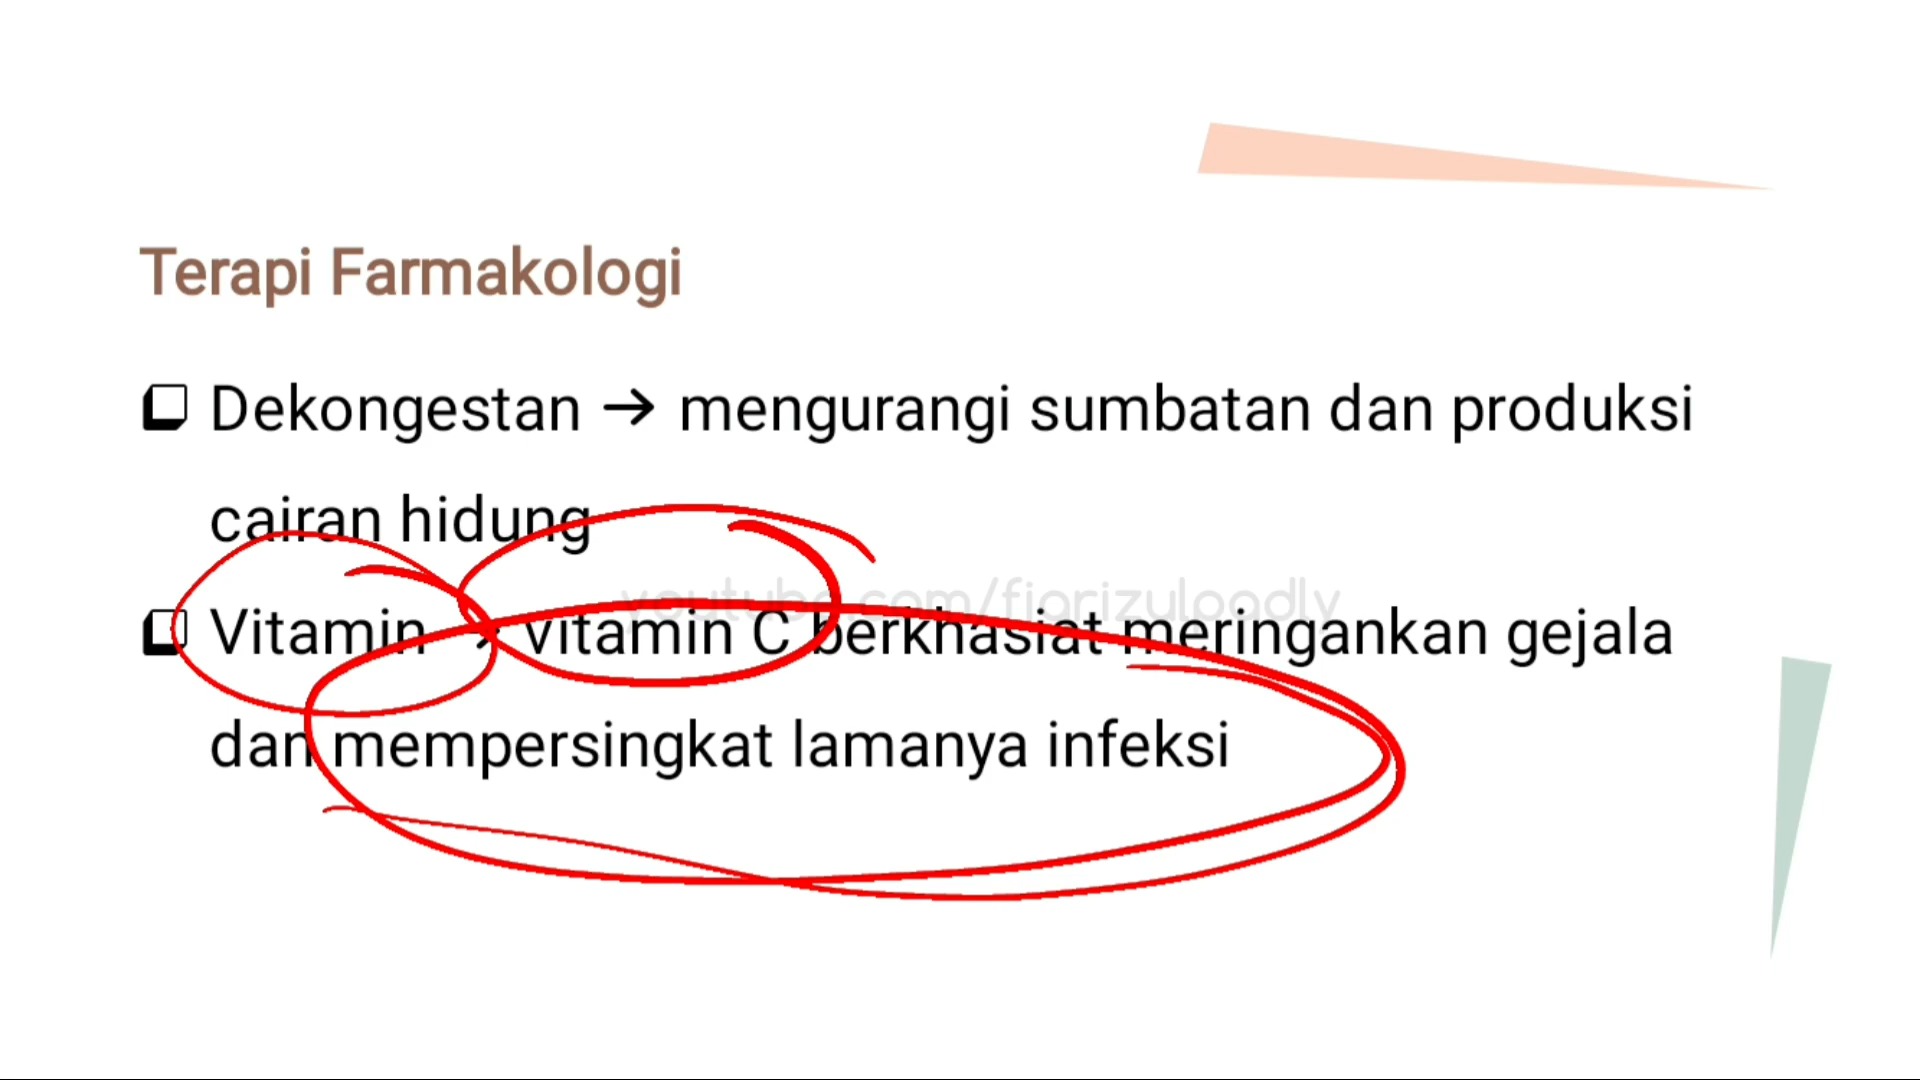 Terapi Farmakologi
❑ Dekongestan → mengurangi sumbatan dan produksi
cairan hidung
youtube.com/fiqrizuloadly
❑ Vitamin → vitamin C berkhasiat meringankan gejala
dan mempersingkat lamanya infeksi